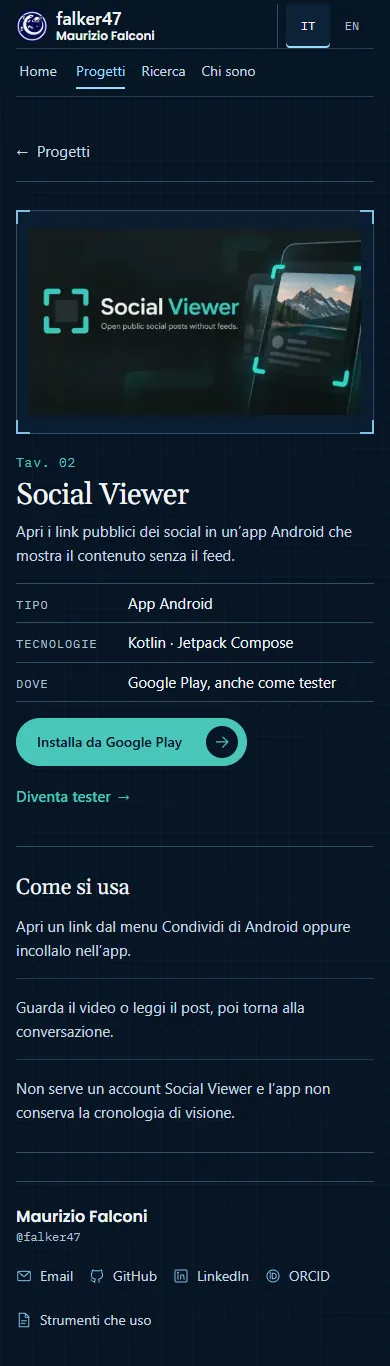 falker47
Maurizio Falconi
IT
EN
Home
Progetti
Ricerca
Chi sono
← Progetti
Social Viewer
Open public social posts without feeds.
Tav. 02
Social Viewer
Apri i link pubblici dei social in un’app Android che
mostra il contenuto senza il feed.
TIPO
App Android
TECNOLOGIE
Kotlin · Jetpack Compose
DOVE
Google Play, anche come tester
Installa da Google Play →
Diventa tester →
Come si usa
Apri un link dal menu Condividi di Android oppure
incollalo nell’app.
Guarda il video o leggi il post, poi torna alla
conversazione.
Non serve un account Social Viewer e l’app non
conserva la cronologia di visione.
Maurizio Falconi
@falker47
Email
GitHub
LinkedIn
ORCID
Strumenti che uso